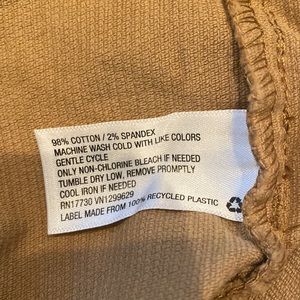 98% COTTON / 2% SPANDEX
MACHINE WASH COLD WITH LIKE COLORS
GENTLE CYCLE
ONLY NON-CHLORINE BLEACH IF NEEDED
TUMBLE DRY LOW, REMOVE PROMPTLY
COOL IRON IF NEEDED
RN17730 VN1299629
LABEL MADE FROM 100% RECYCLED PLASTIC